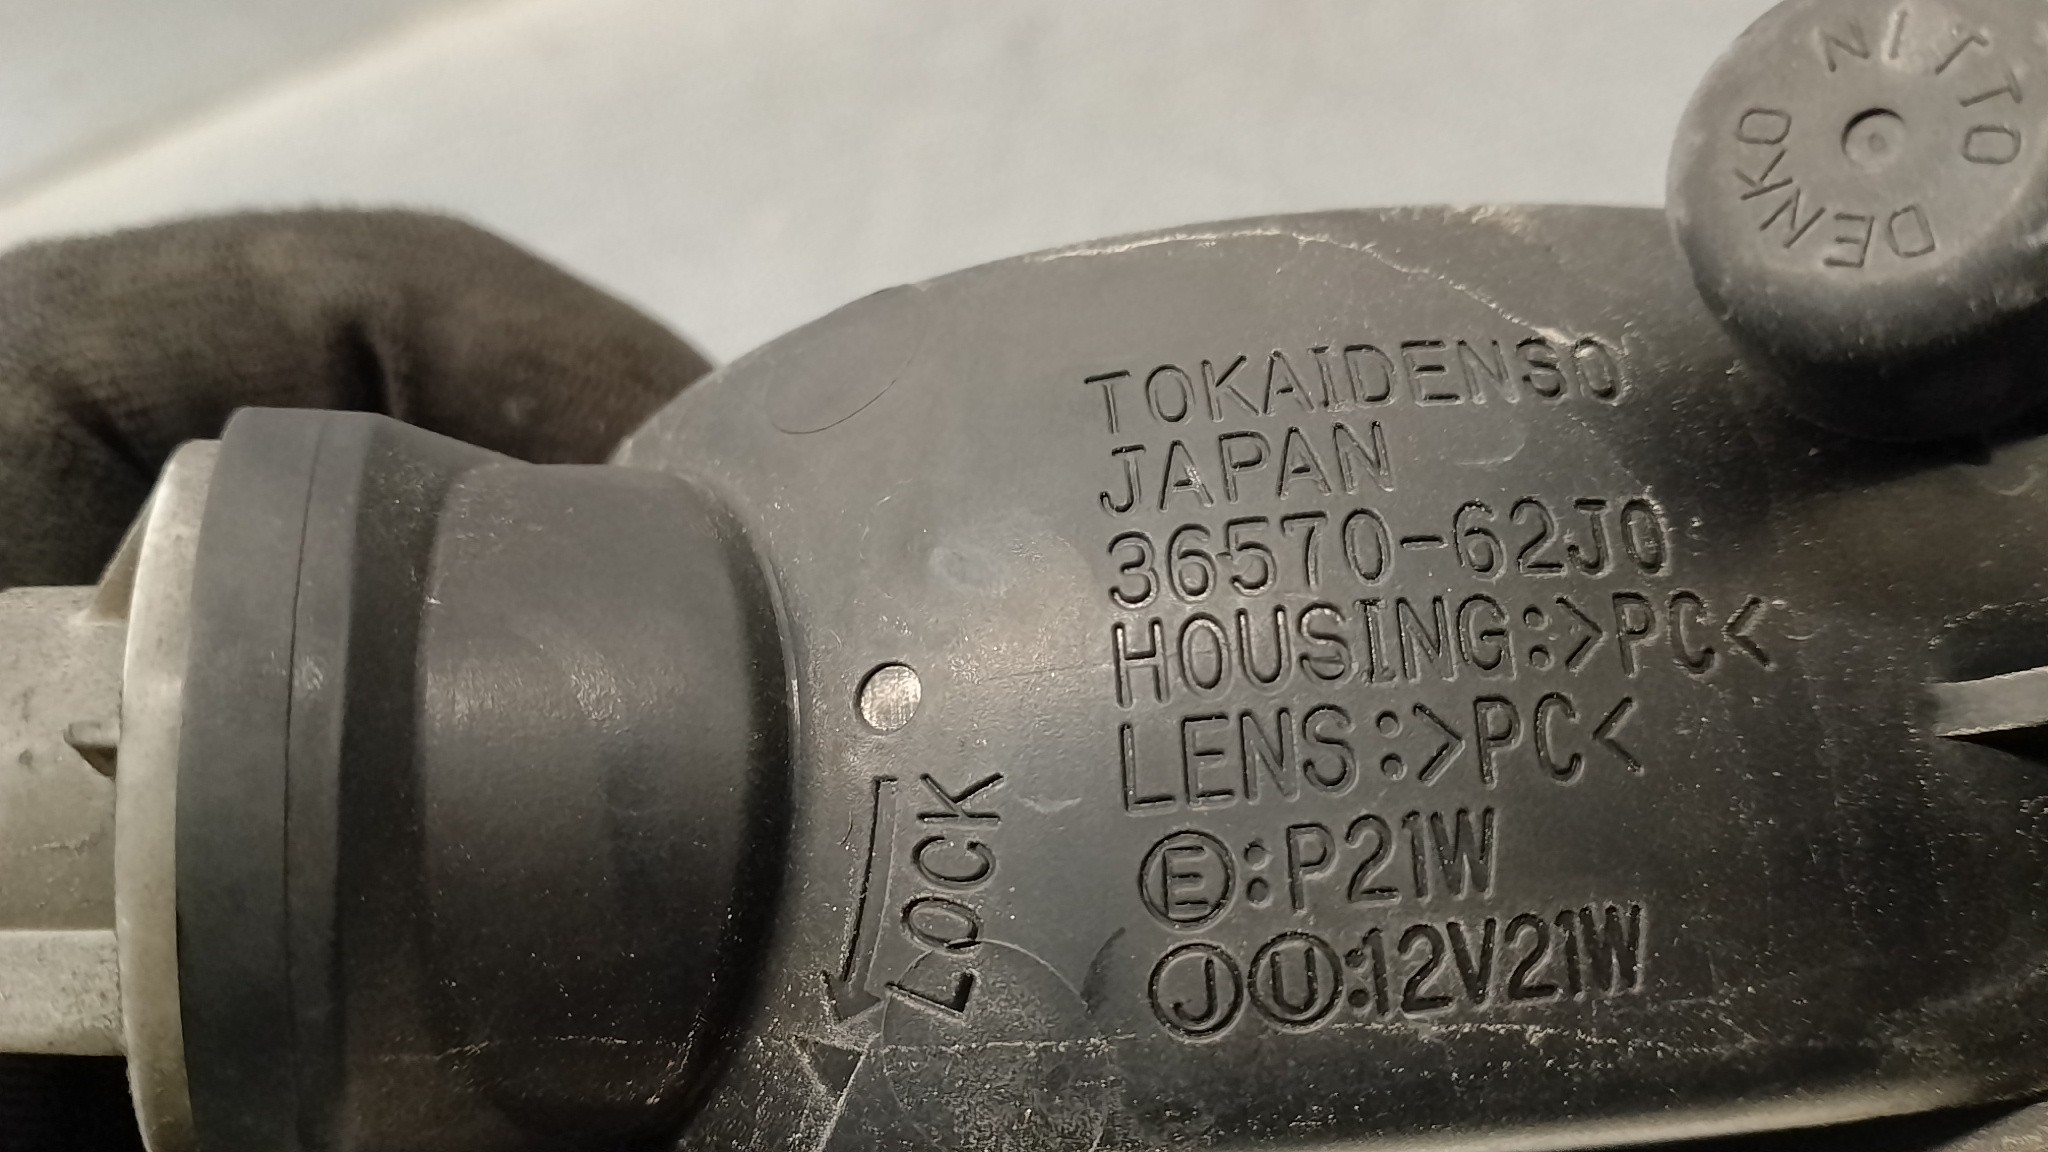 NITTO
DENKO
TOKAIDENSO
JAPAN
36570-62J0
HOUSING:>PC<
LENS:>PC<
Ⓔ:P21W
ⒿⓊ:12V21W
LOCK